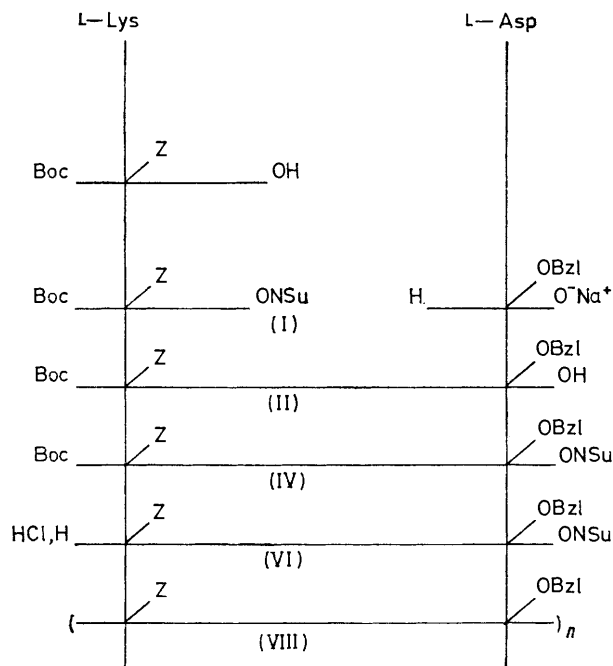 L–Lys L–Asp
Z
Boc OH
Z OBzl
Boc ONSu H. O⁻Na⁺
(I)
Z OBzl
Boc OH
(II)
Z OBzl
Boc ONSu
(IV)
Z OBzl
HCl,H ONSu
(VI)
Z OBzl
( )n
(VIII)